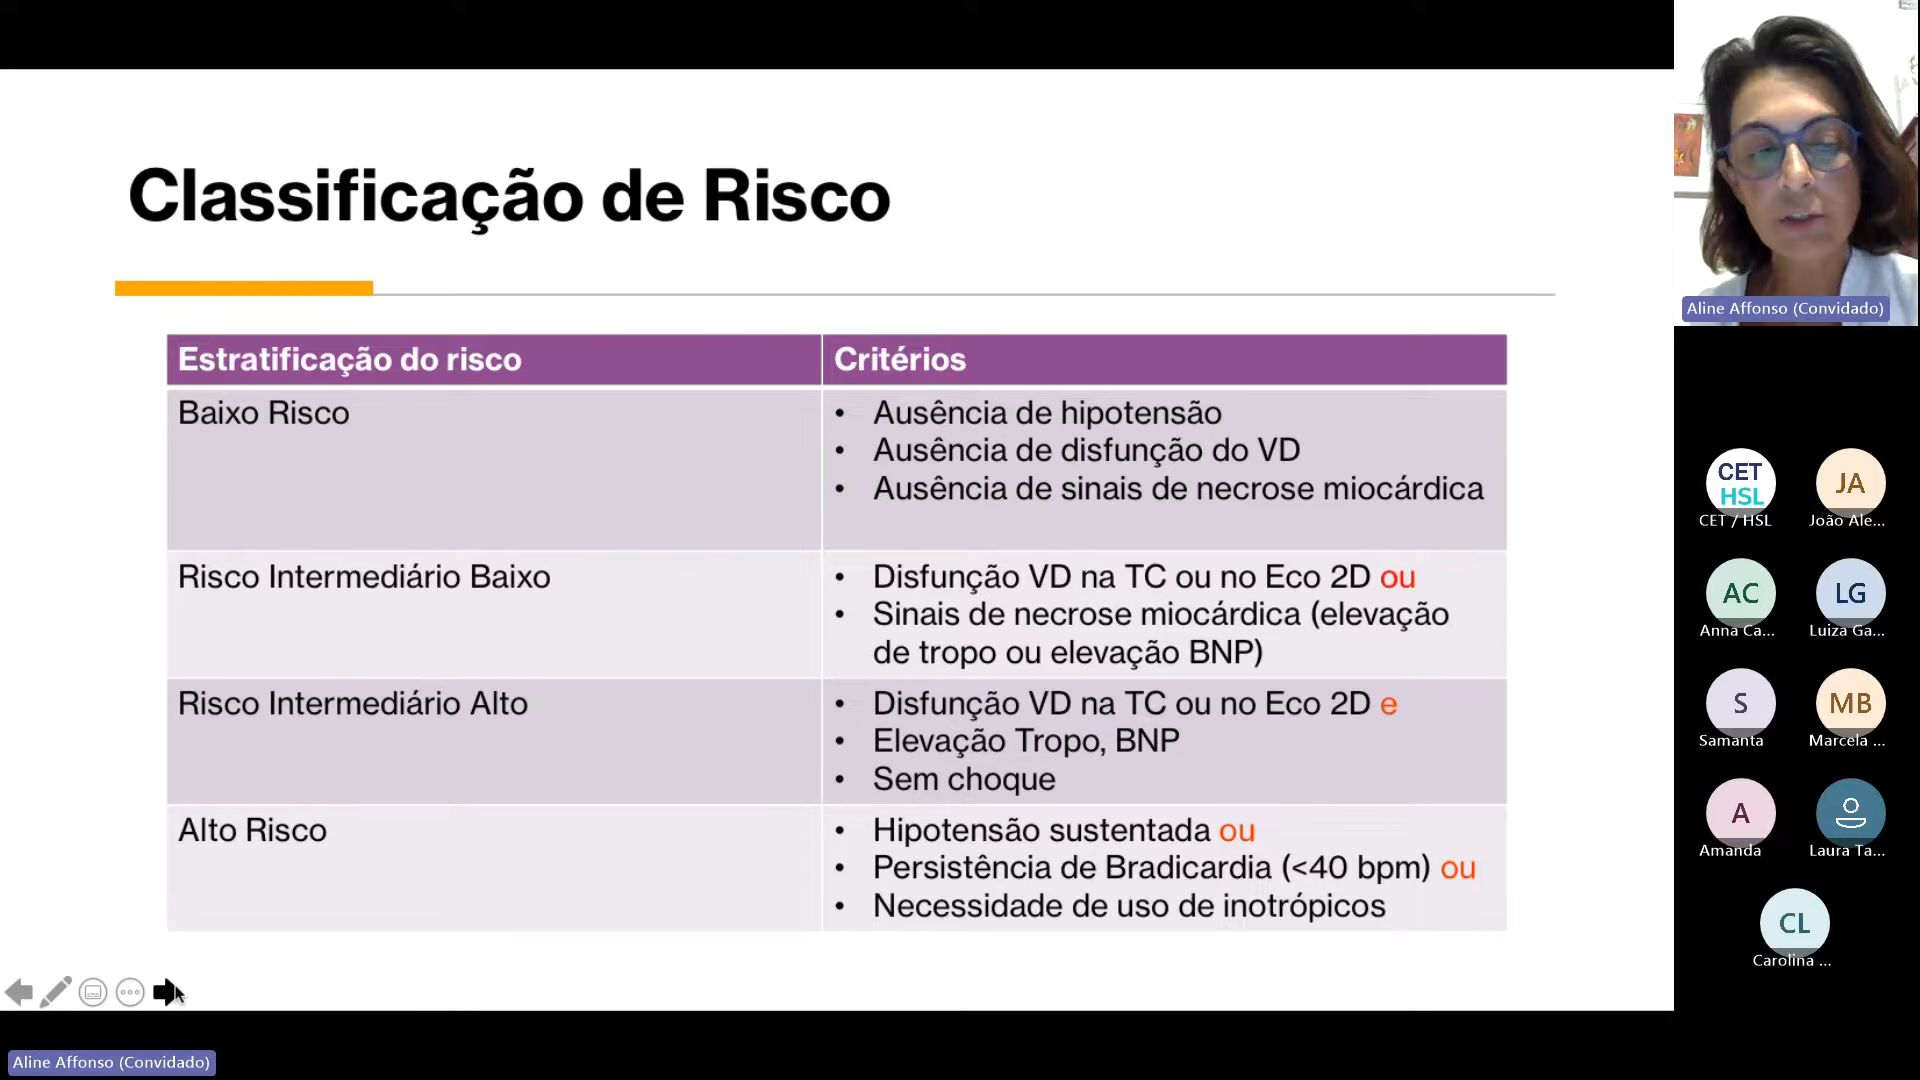 Classificação de Risco
Estratificação do risco
Critérios
Baixo Risco
• Ausência de hipotensão
• Ausência de disfunção do VD
• Ausência de sinais de necrose miocárdica
Risco Intermediário Baixo
• Disfunção VD na TC ou no Eco 2D ou
• Sinais de necrose miocárdica (elevação
de tropo ou elevação BNP)
Risco Intermediário Alto
• Disfunção VD na TC ou no Eco 2D e
• Elevação Tropo, BNP
• Sem choque
Alto Risco
• Hipotensão sustentada ou
• Persistência de Bradicardia (<40 bpm) ou
• Necessidade de uso de inotrópicos
Aline Affonso (Convidado)
Aline Affonso (Convidado)
CET
HSL
CET / HSL
JA
João Ale...
AC
Anna Ca...
LG
Luiza Ga...
S
Samanta
MB
Marcela ...
A
Amanda
Laura Ta...
CL
Carolina ...